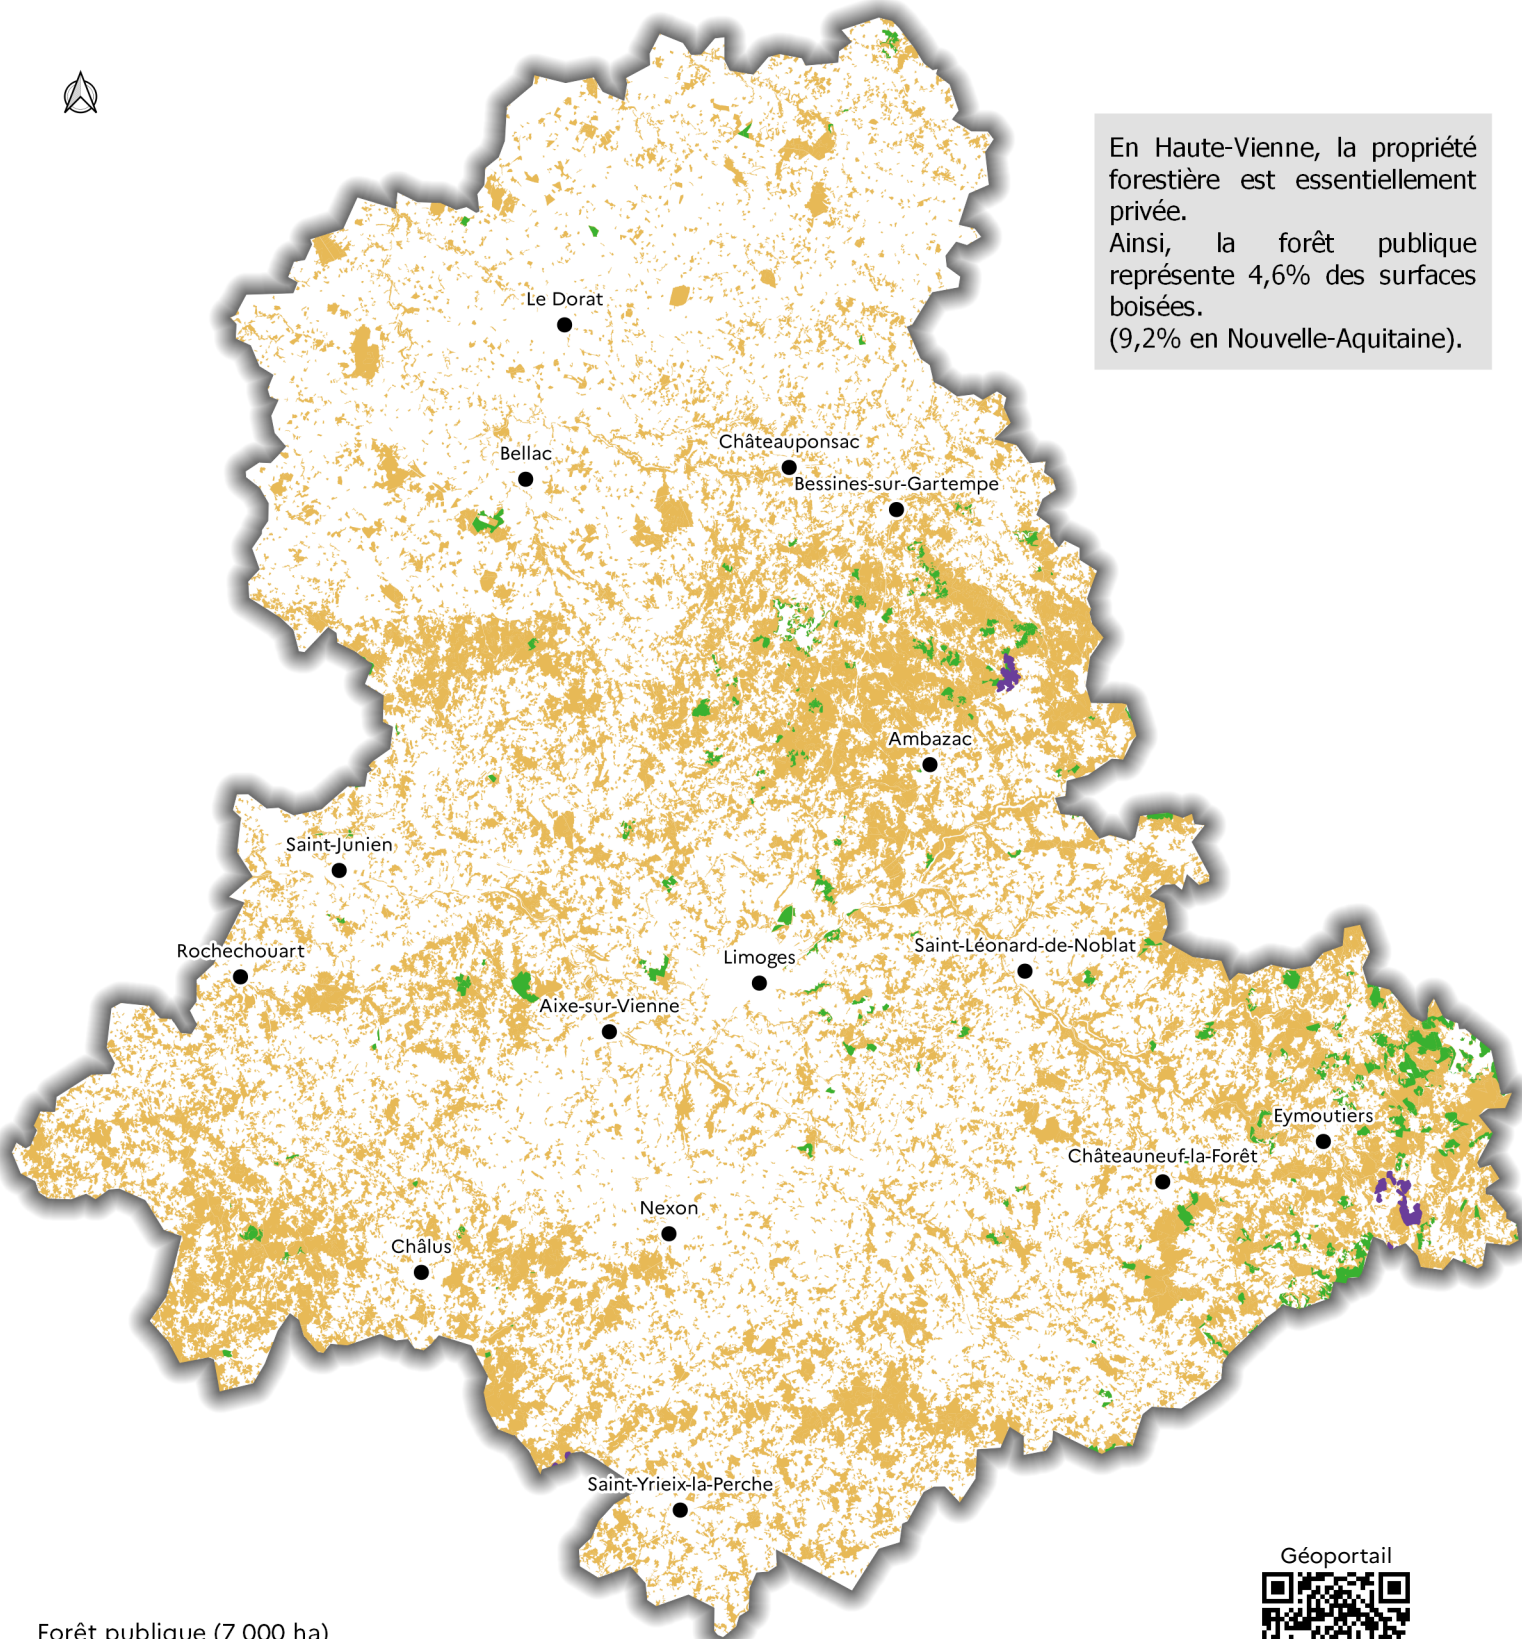 En Haute-Vienne, la propriété
forestière est essentiellement
privée.
Ainsi, la forêt publique
représente 4,6% des surfaces
boisées.
(9,2% en Nouvelle-Aquitaine).
Le Dorat
Châteauponsac
Bellac
Bessines-sur-Gartempe
Ambazac
Saint-Junien
Saint-Léonard-de-Noblat
Rochechouart
Limoges
Aixe-sur-Vienne
Eymoutiers
Châteauneuf-la-Forêt
Nexon
Châlus
Saint-Yrieix-la-Perche
Géoportail
Forêt publique (7 000 ha)